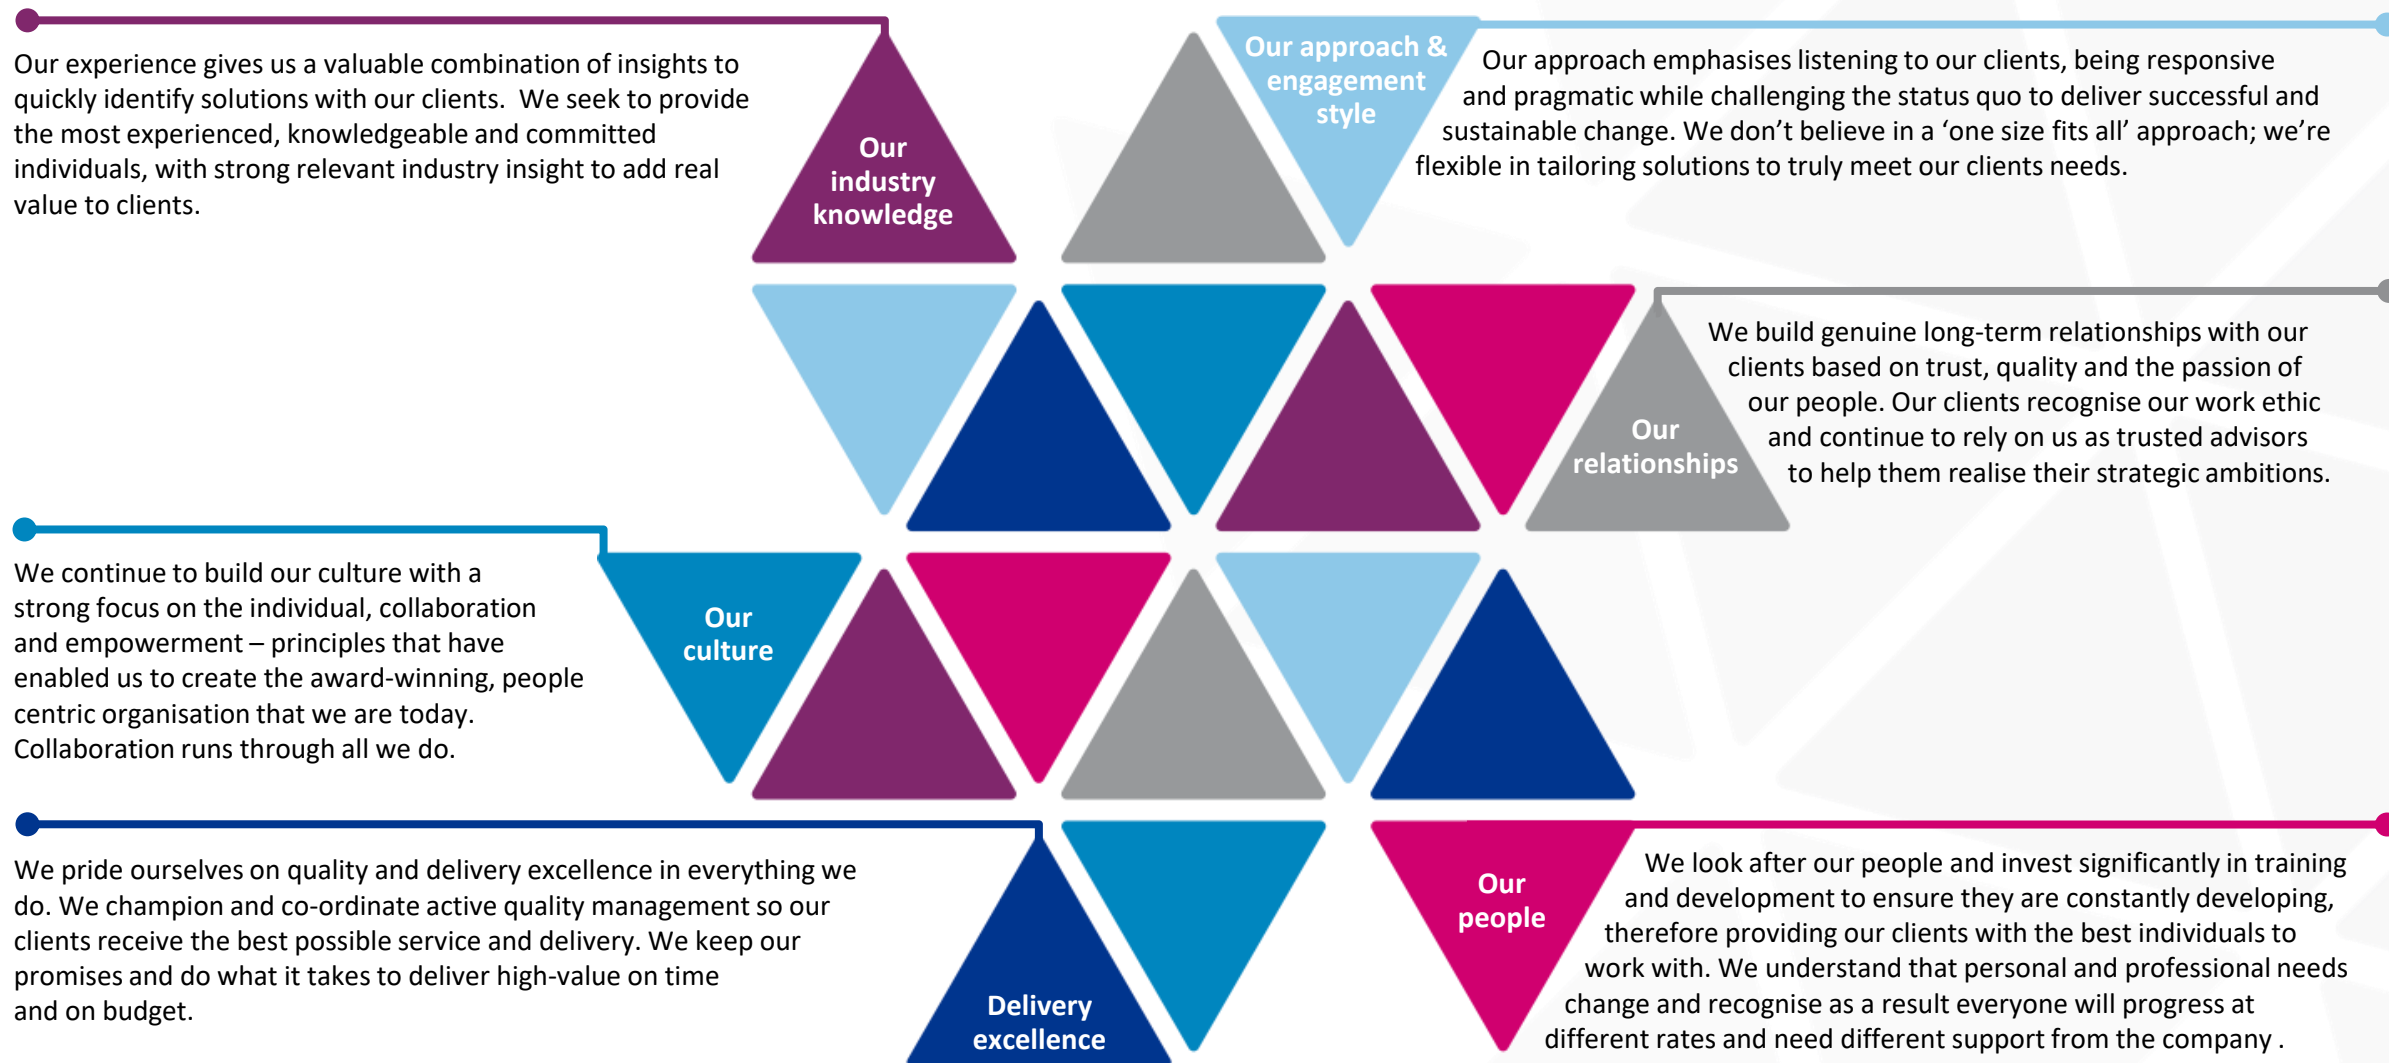 Our experience gives us a valuable combination of insights to
quickly identify solutions with our clients.  We seek to provide
the most experienced, knowledgeable and committed
individuals, with strong relevant industry insight to add real
value to clients.
Our
industry
knowledge
Our approach &
engagement
style
Our approach emphasises listening to our clients, being responsive
and pragmatic while challenging the status quo to deliver successful and
sustainable change. We don’t believe in a ‘one size fits all’ approach; we’re
flexible in tailoring solutions to truly meet our clients needs.
Our
relationships
We build genuine long-term relationships with our
clients based on trust, quality and the passion of
our people. Our clients recognise our work ethic
and continue to rely on us as trusted advisors
to help them realise their strategic ambitions.
We continue to build our culture with a
strong focus on the individual, collaboration
and empowerment – principles that have
enabled us to create the award-winning, people
centric organisation that we are today.
Collaboration runs through all we do.
Our
culture
We pride ourselves on quality and delivery excellence in everything we
do. We champion and co-ordinate active quality management so our
clients receive the best possible service and delivery. We keep our
promises and do what it takes to deliver high-value on time
and on budget.
Delivery
excellence
Our
people
We look after our people and invest significantly in training
and development to ensure they are constantly developing,
therefore providing our clients with the best individuals to
work with. We understand that personal and professional needs
change and recognise as a result everyone will progress at
different rates and need different support from the company .